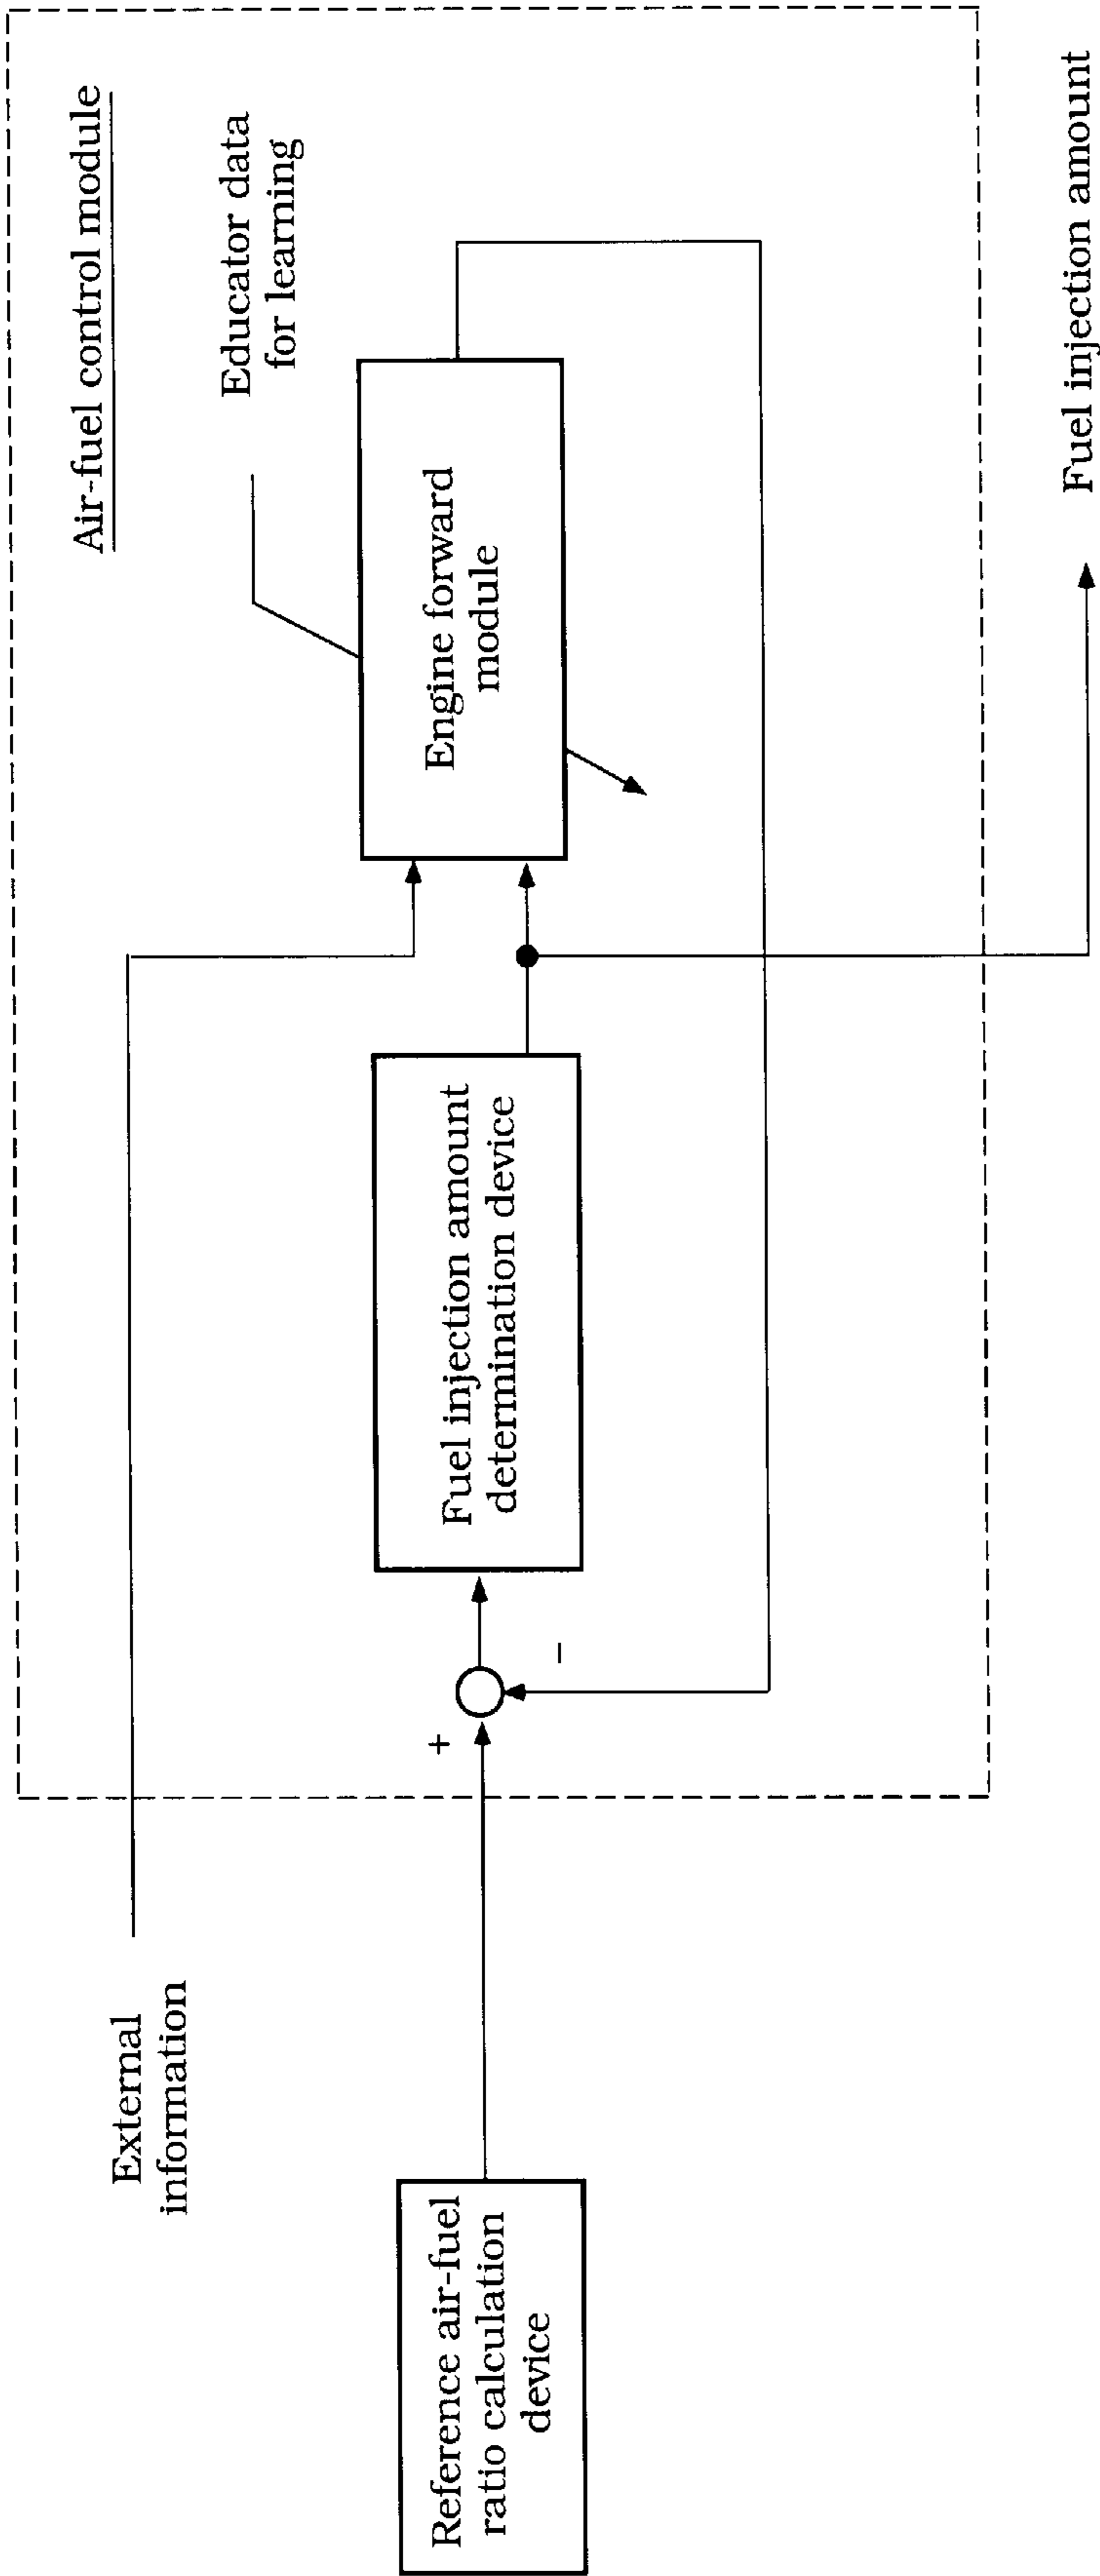 Air-fuel control module
External
information
Educator data
for learning
Reference air-fuel
ratio calculation
device
+
−
Fuel injection amount
determination device
Engine forward
module
Fuel injection amount